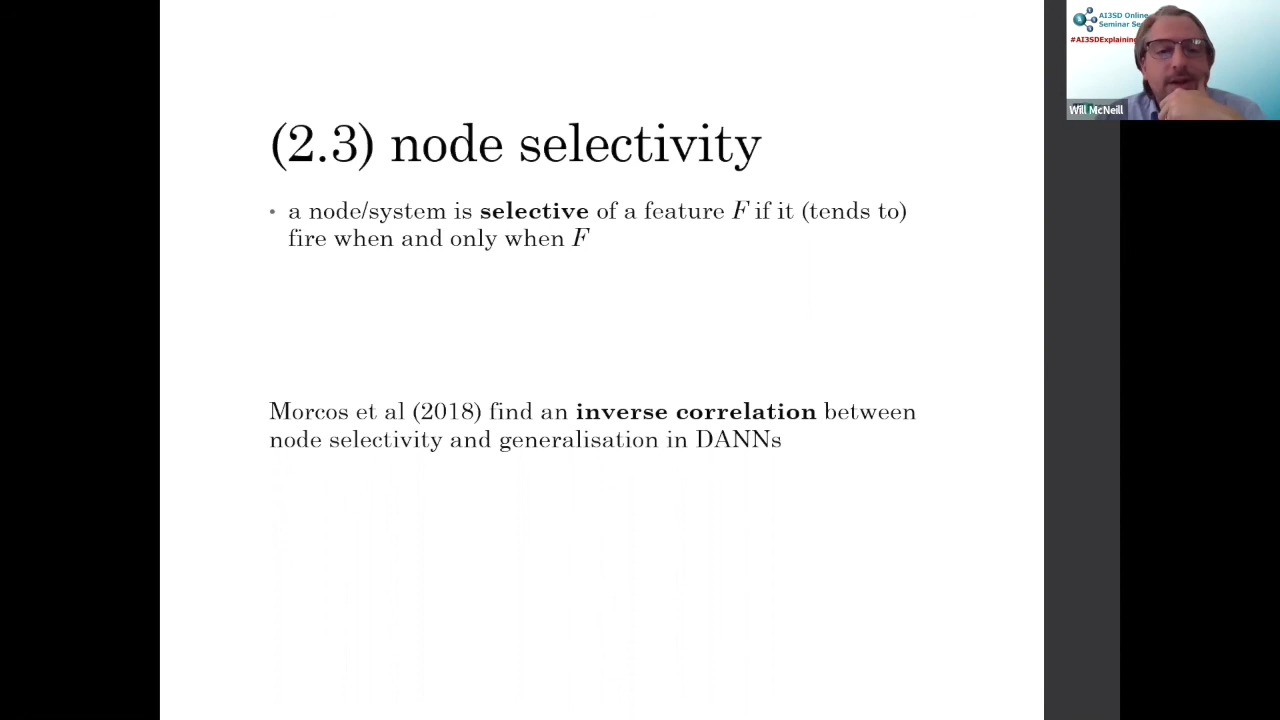 (2.3) node selectivity
• a node/system is selective of a feature F if it (tends to)
fire when and only when F
Morcos et al (2018) find an inverse correlation between
node selectivity and generalisation in DANNs
AI3SD Online
Seminar
#AI3SDExplaining
Will McNeill